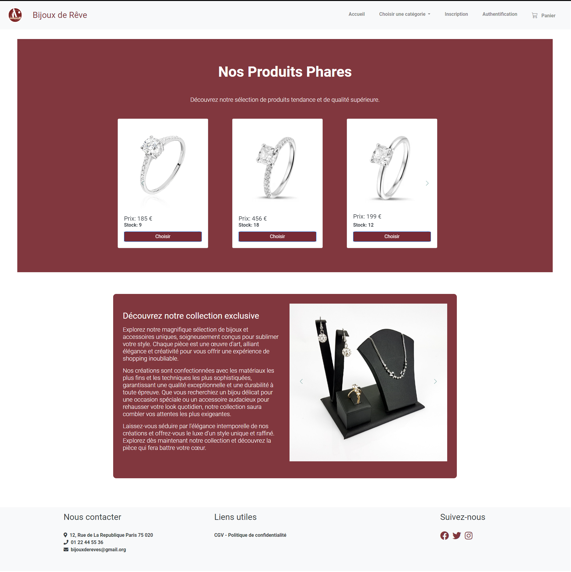 Bijoux de Rêve
Accueil
Choisir une catégorie
Inscription
Authentification
Panier
Nos Produits Phares
Découvrez notre sélection de produits tendance et de qualité supérieure.
Prix: 185 €
Stock: 9
Choisir
Prix: 456 €
Stock: 18
Choisir
Prix: 199 €
Stock: 12
Choisir
Découvrez notre collection exclusive
Explorez notre magnifique sélection de bijoux et
accessoires uniques, soigneusement conçus pour sublimer
votre style. Chaque pièce est une œuvre d'art, alliant
élégance et créativité pour vous offrir une expérience de
shopping inoubliable.
Nos créations sont confectionnées avec les matériaux les
plus fins et les techniques les plus sophistiquées,
garantissant une qualité exceptionnelle et une durabilité à
toute épreuve. Que vous recherchiez un bijou délicat pour
une occasion spéciale ou un accessoire audacieux pour
rehausser votre look quotidien, notre collection saura
combler vos attentes les plus exigeantes.
Laissez-vous séduire par l'élégance intemporelle de nos
créations et offrez-vous le luxe d'un style unique et raffiné.
Explorez dès maintenant notre collection et découvrez la
pièce qui fera battre votre cœur.
Nous contacter
12, Rue de La Republique Paris 75 020
01 22 44 55 36
bijouxdereves@gmail.org
Liens utiles
CGV - Politique de confidentialité
Suivez-nous